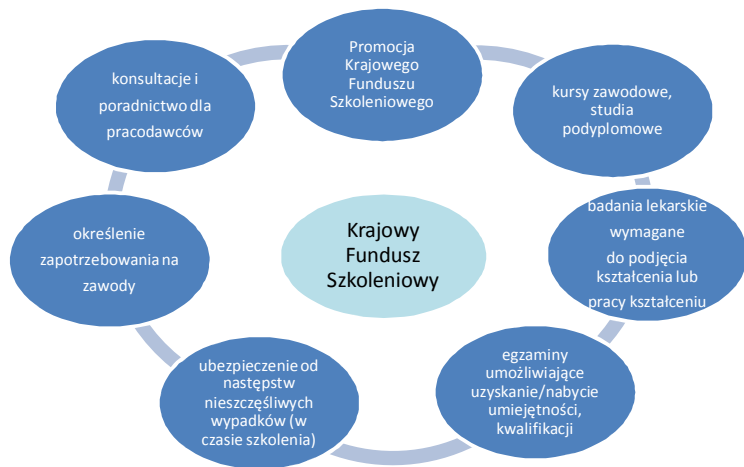 Promocja
Krajowego
Funduszu
Szkoleniowego
kursy zawodowe,
studia
podyplomowe
badania lekarskie
wymagane
do podjęcia
kształcenia lub
pracy kształceniu
egzaminy
umożliwiające
uzyskanie/nabycie
umiejętności,
kwalifikacji
ubezpieczenie od
następstw
nieszczęśliwych
wypadków (w
czasie szkolenia)
określenie
zapotrzebowania na
zawody
konsultacje i
poradnictwo dla
pracodawców
Krajowy
Fundusz
Szkoleniowy